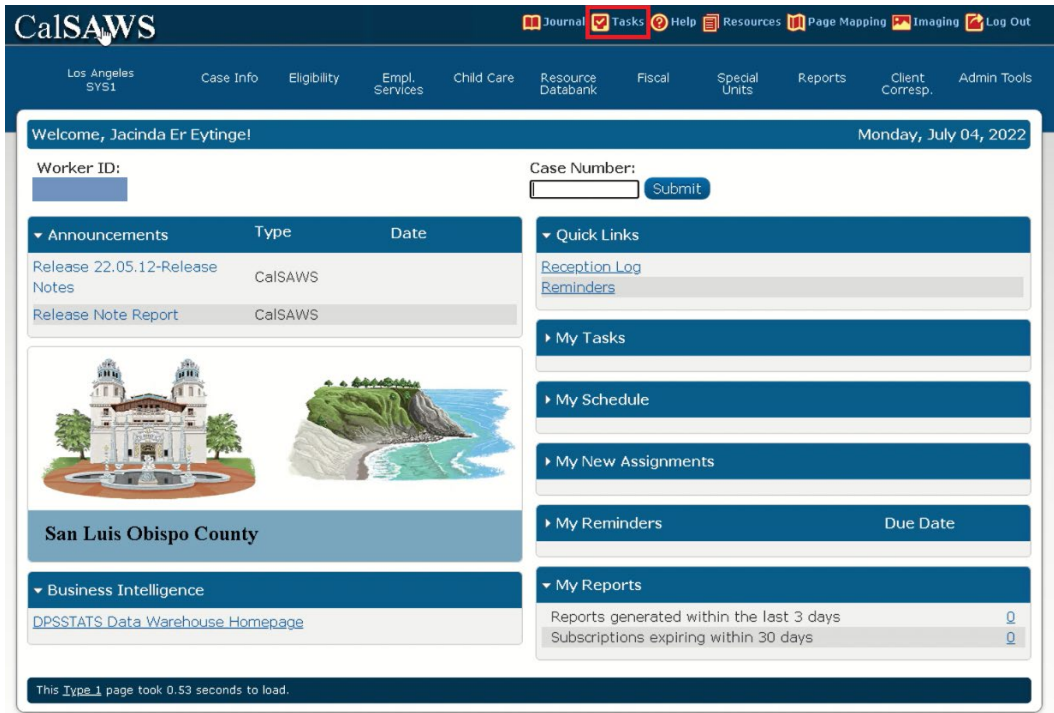 CalSAWS
Journal Tasks Help Resources Page Mapping Imaging Log Out
Los Angeles
SYS1
Case Info
Eligibility
Empl.
Services
Child Care
Resource
Databank
Fiscal
Special
Units
Reports
Client
Corresp.
Admin Tools
Welcome, Jacinda Er Eytinge! Monday, July 04, 2022
Worker ID:
Case Number:
Submit
Announcements Type Date
Release 22.05.12-Release
Notes
CalSAWS
Release Note Report CalSAWS
San Luis Obispo County
Business Intelligence
DPSSTATS Data Warehouse Homepage
Quick Links
Reception Log
Reminders
My Tasks
My Schedule
My New Assignments
My Reminders Due Date
My Reports
Reports generated within the last 3 days 0
Subscriptions expiring within 30 days 0
This Type 1 page took 0.53 seconds to load.